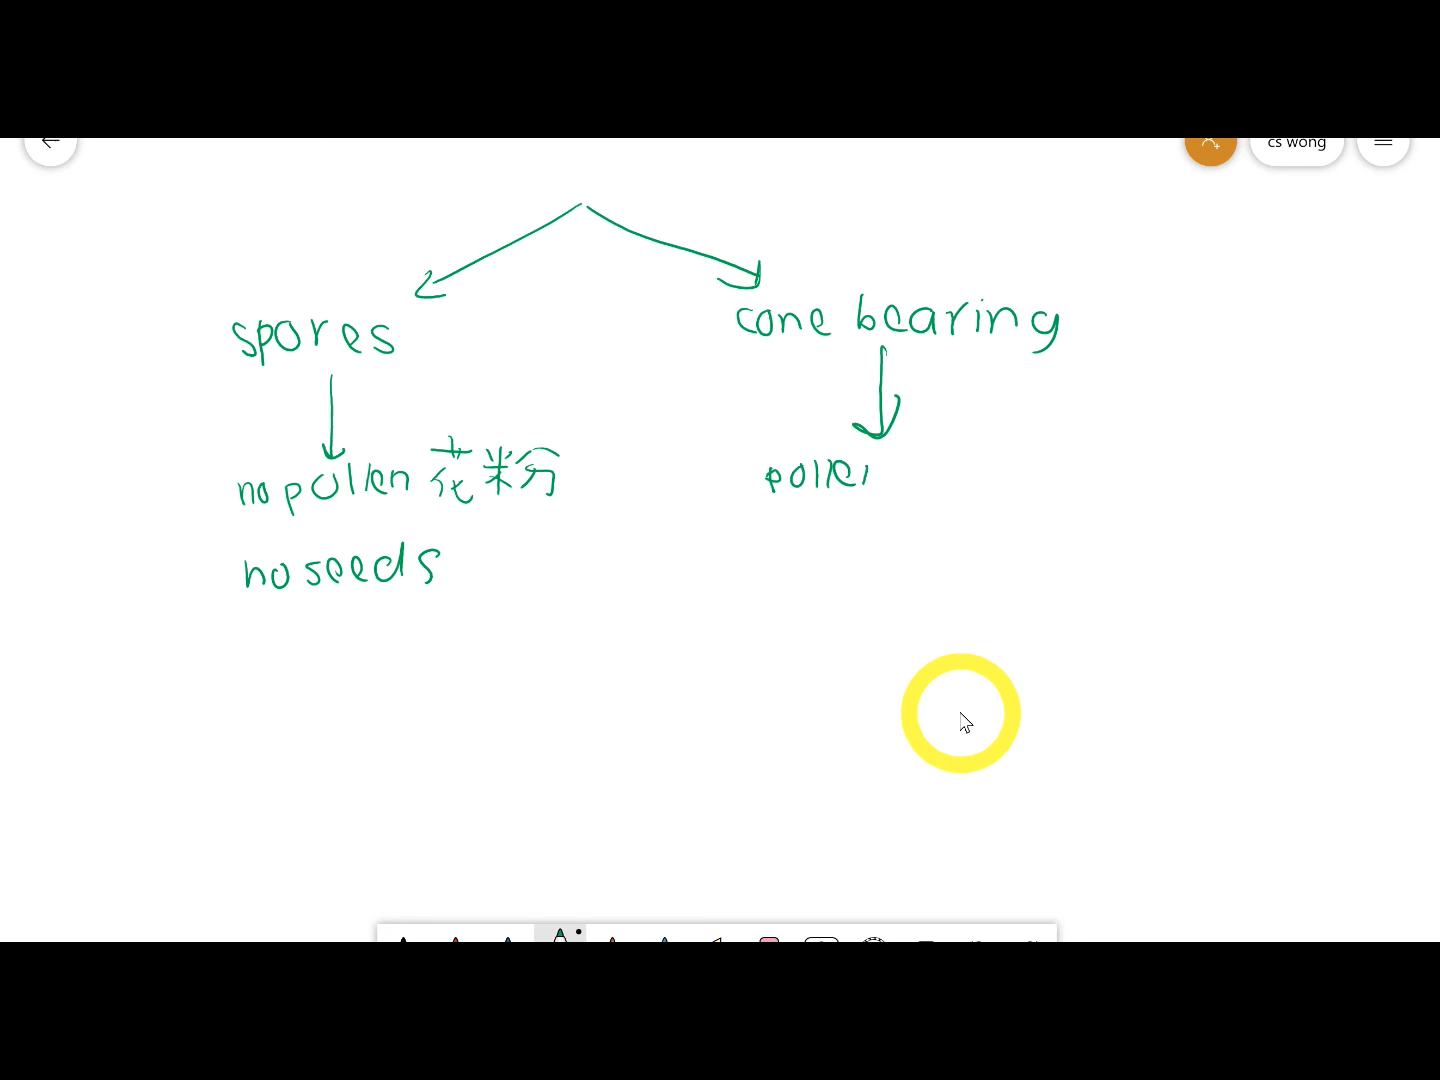 cs wong
spores
cone bearing
no pollen 花粉
no seeds